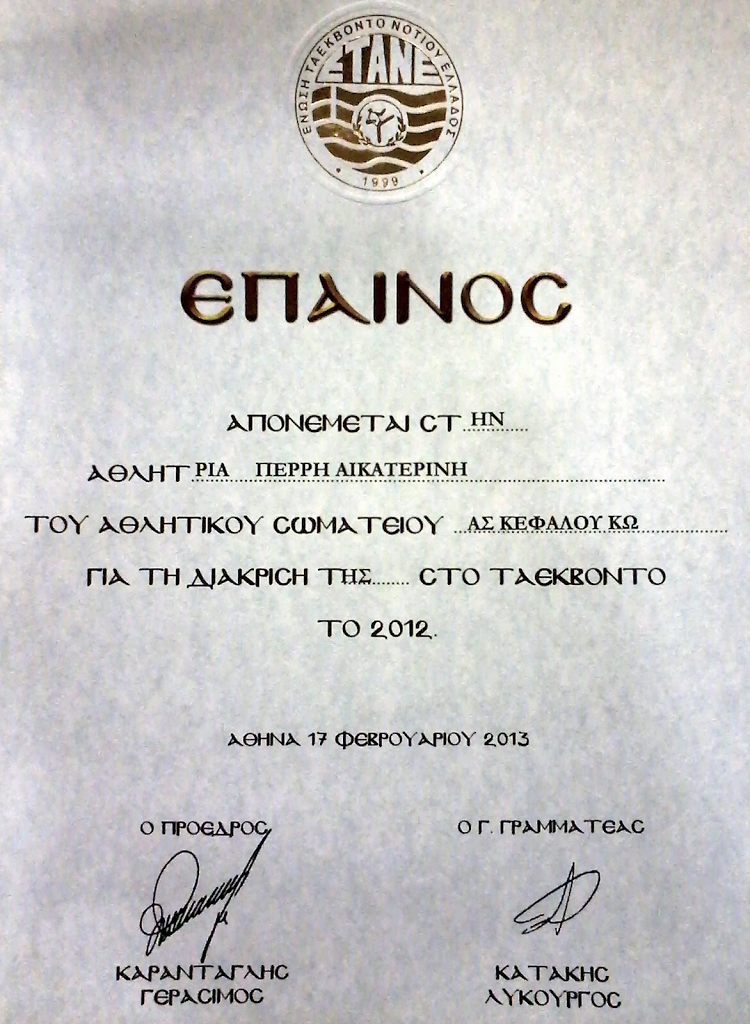 ΕΝΩΣΗ ΤΑΕΚΒΟΝΤΟ ΝΟΤΙΟΥ ΕΛΛΑΔΟΣ
ΕΤΑΝΕ
1999
ΕΠΑΙΝΟΣ
ΑΠΟΝΕΜΕΤΑΙ ΣΤ ΗΝ
ΑΘΛΗΤ ΡΙΑ ΠΕΡΡΗ ΑΙΚΑΤΕΡΙΝΗ
ΤΟΥ ΑΘΛΗΤΙΚΟΥ ΣΩΜΑΤΕΙΟΥ ΑΣ ΚΕΦΑΛΟΥ ΚΩ
ΓΙΑ ΤΗ ΔΙΑΚΡΙΣΗ ΤΗΣ ΣΤΟ ΤΑΕΚΒΟΝΤΟ
ΤΟ 2012.
ΑΘΗΝΑ 17 ΦΕΒΡΟΥΑΡΙΟΥ 2013
Ο ΠΡΟΕΔΡΟΣ
Ο Γ. ΓΡΑΜΜΑΤΕΑΣ
ΚΑΡΑΝΤΑΓΛΗΣ
ΓΕΡΑΣΙΜΟΣ
ΚΑΤΑΚΗΣ
ΛΥΚΟΥΡΓΟΣ